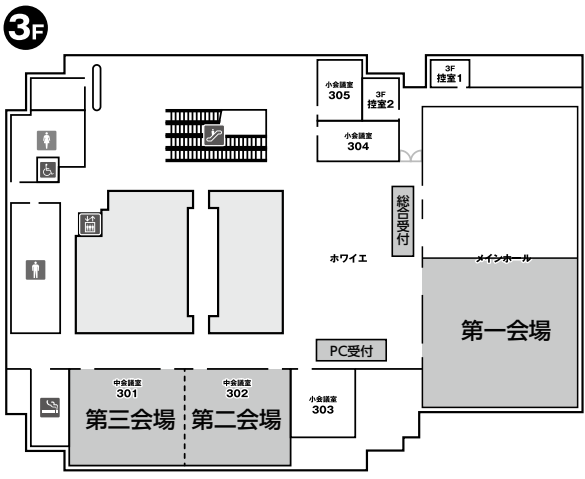 3F
小会議室
305
3F
控室2
3F
控室1
小会議室
304
総合受付
ホワイエ
メインホール
第一会場
PC受付
中会議室
301
第三会場
中会議室
302
第二会場
小会議室
303